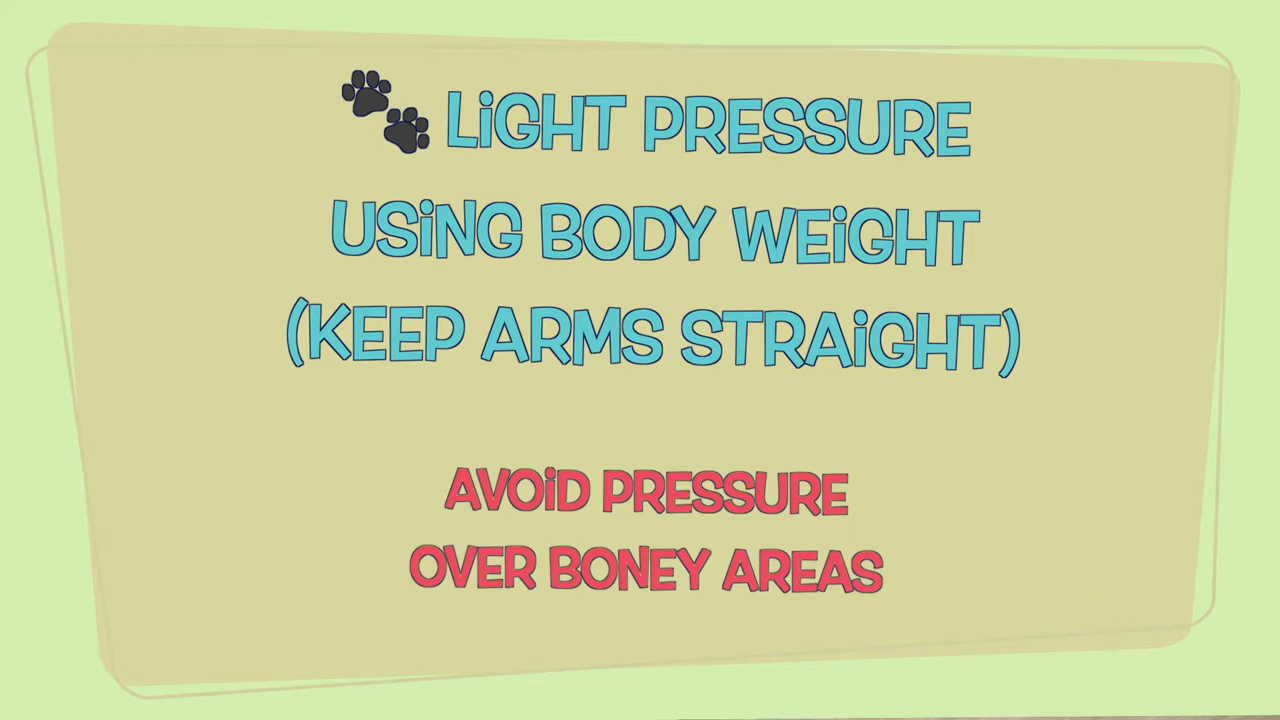 LiGHT PRESSURE
USiNG BODY WEiGHT
(KEEP ARMS STRAiGHT)
AVOiD PRESSURE
OVER BONEY AREAS